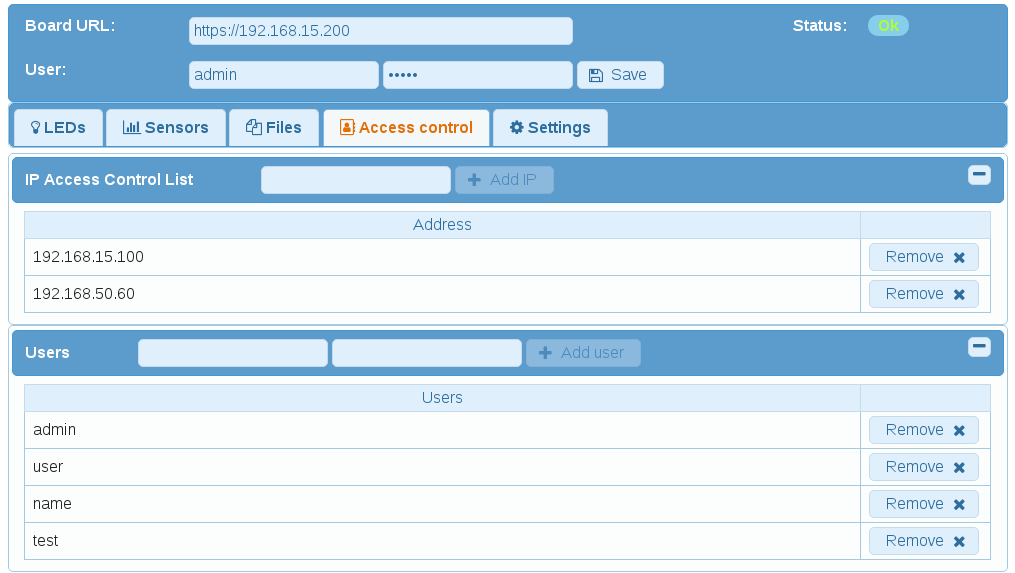 Board URL: https://192.168.15.200 Status: Ok
User: admin ••••• Save
LEDs Sensors Files Access control Settings
IP Access Control List Add IP
Address
192.168.15.100 Remove
192.168.50.60 Remove
Users Add user
Users
admin Remove
user Remove
name Remove
test Remove